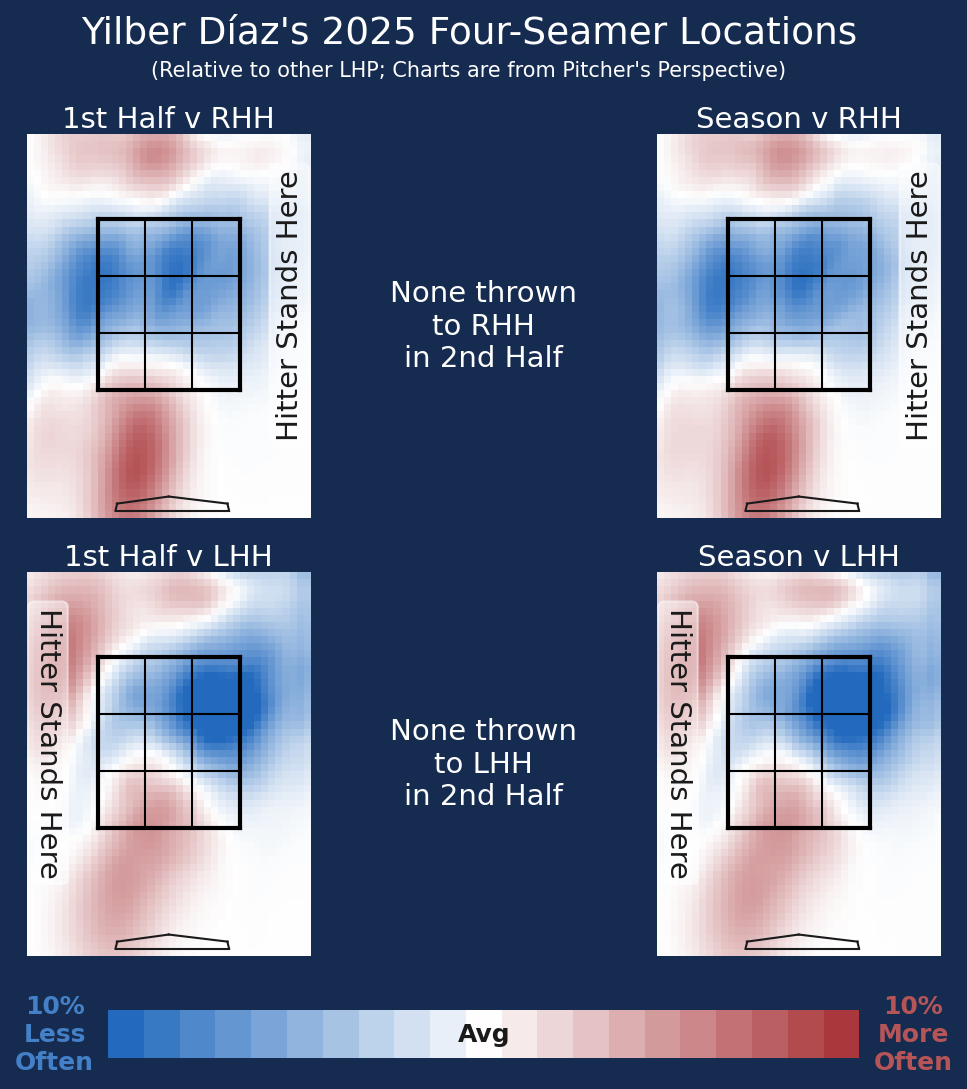 Yilber Díaz's 2025 Four-Seamer Locations
(Relative to other LHP; Charts are from Pitcher's Perspective)
1st Half v RHH
Season v RHH
Hitter Stands Here
None thrown
to RHH
in 2nd Half
Hitter Stands Here
1st Half v LHH
Season v LHH
Hitter Stands Here
None thrown
to LHH
in 2nd Half
Hitter Stands Here
10%
Less
Often
Avg
10%
More
Often